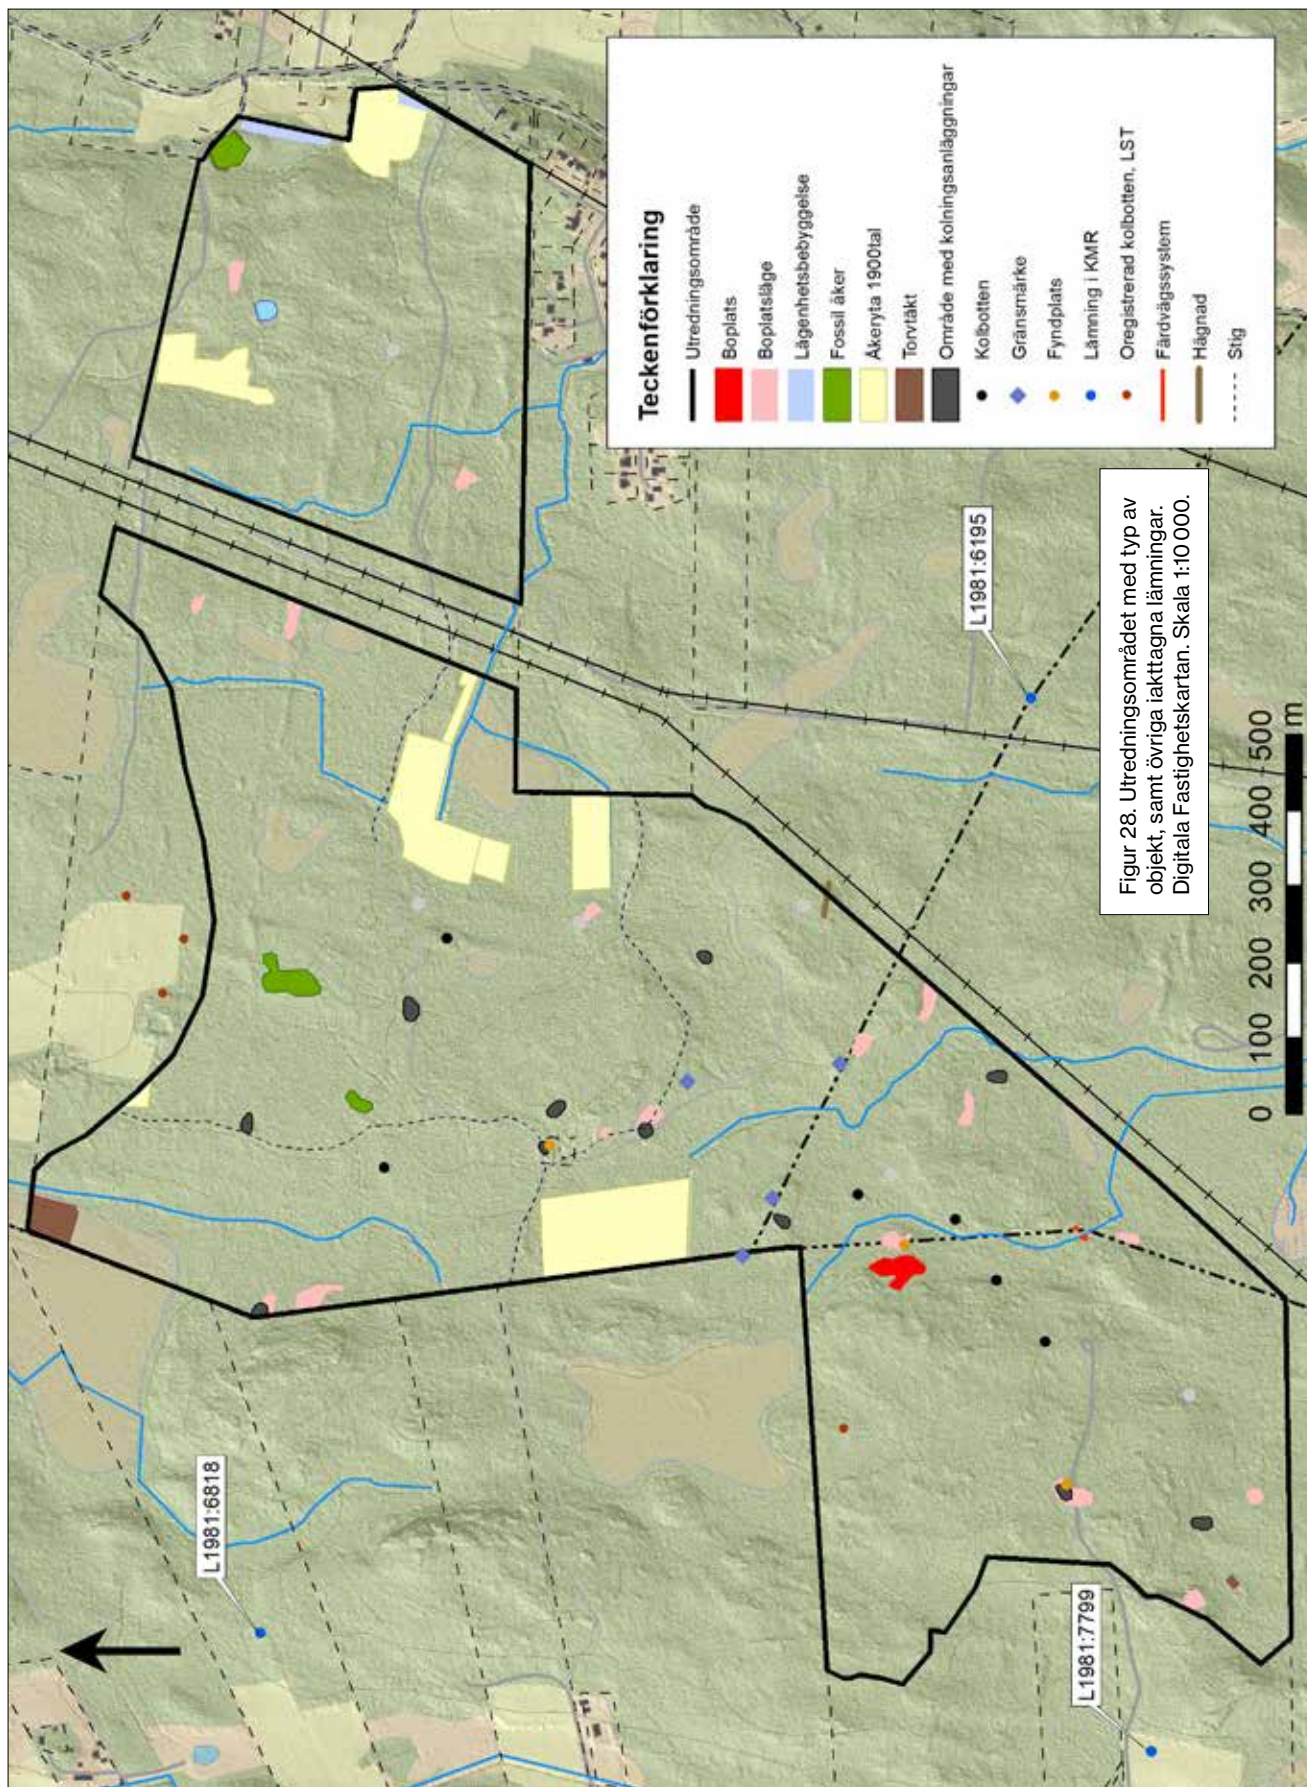 L1981:6818
L1981:7799
L1981:6195
Teckenförklaring
Utredningsområde
Boplats
Boplatsläge
Lägenhetsbebyggelse
Fossil åker
Åkeryta 1900tal
Torvtäkt
Område med kolningsanläggningar
Kolbotten
Gränsmärke
Fyndplats
Lämning i KMR
Oregistrerad kolbotten, LST
Färdvägssystem
Hägnad
Stig
Figur 28. Utredningsområdet med typ av
objekt, samt övriga iakttagna lämningar.
Digitala Fastighetskartan. Skala 1:10 000.
0 100 200 300 400 500
m